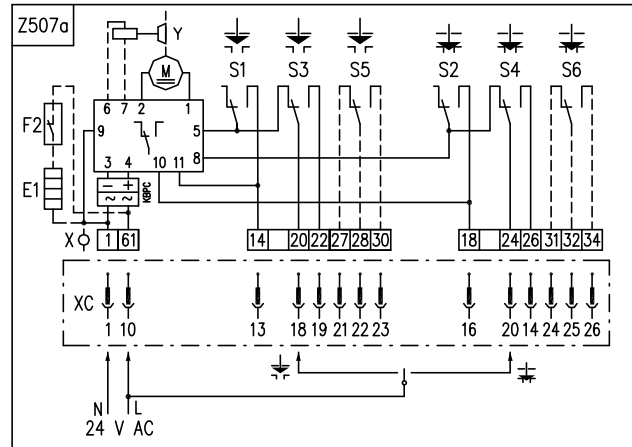 Z507a
Y
S1 S3 S5 S2 S4 S6
M
6 7 2 1
F2
9 5
8
3 4 10 11
E1
− +
~ ~
KBPC
X 1 61 14 20 22 27 28 30 18 24 26 31 32 34
XC
1 10 13 18 19 21 22 23 16 20 14 24 25 26
N L
24 V AC